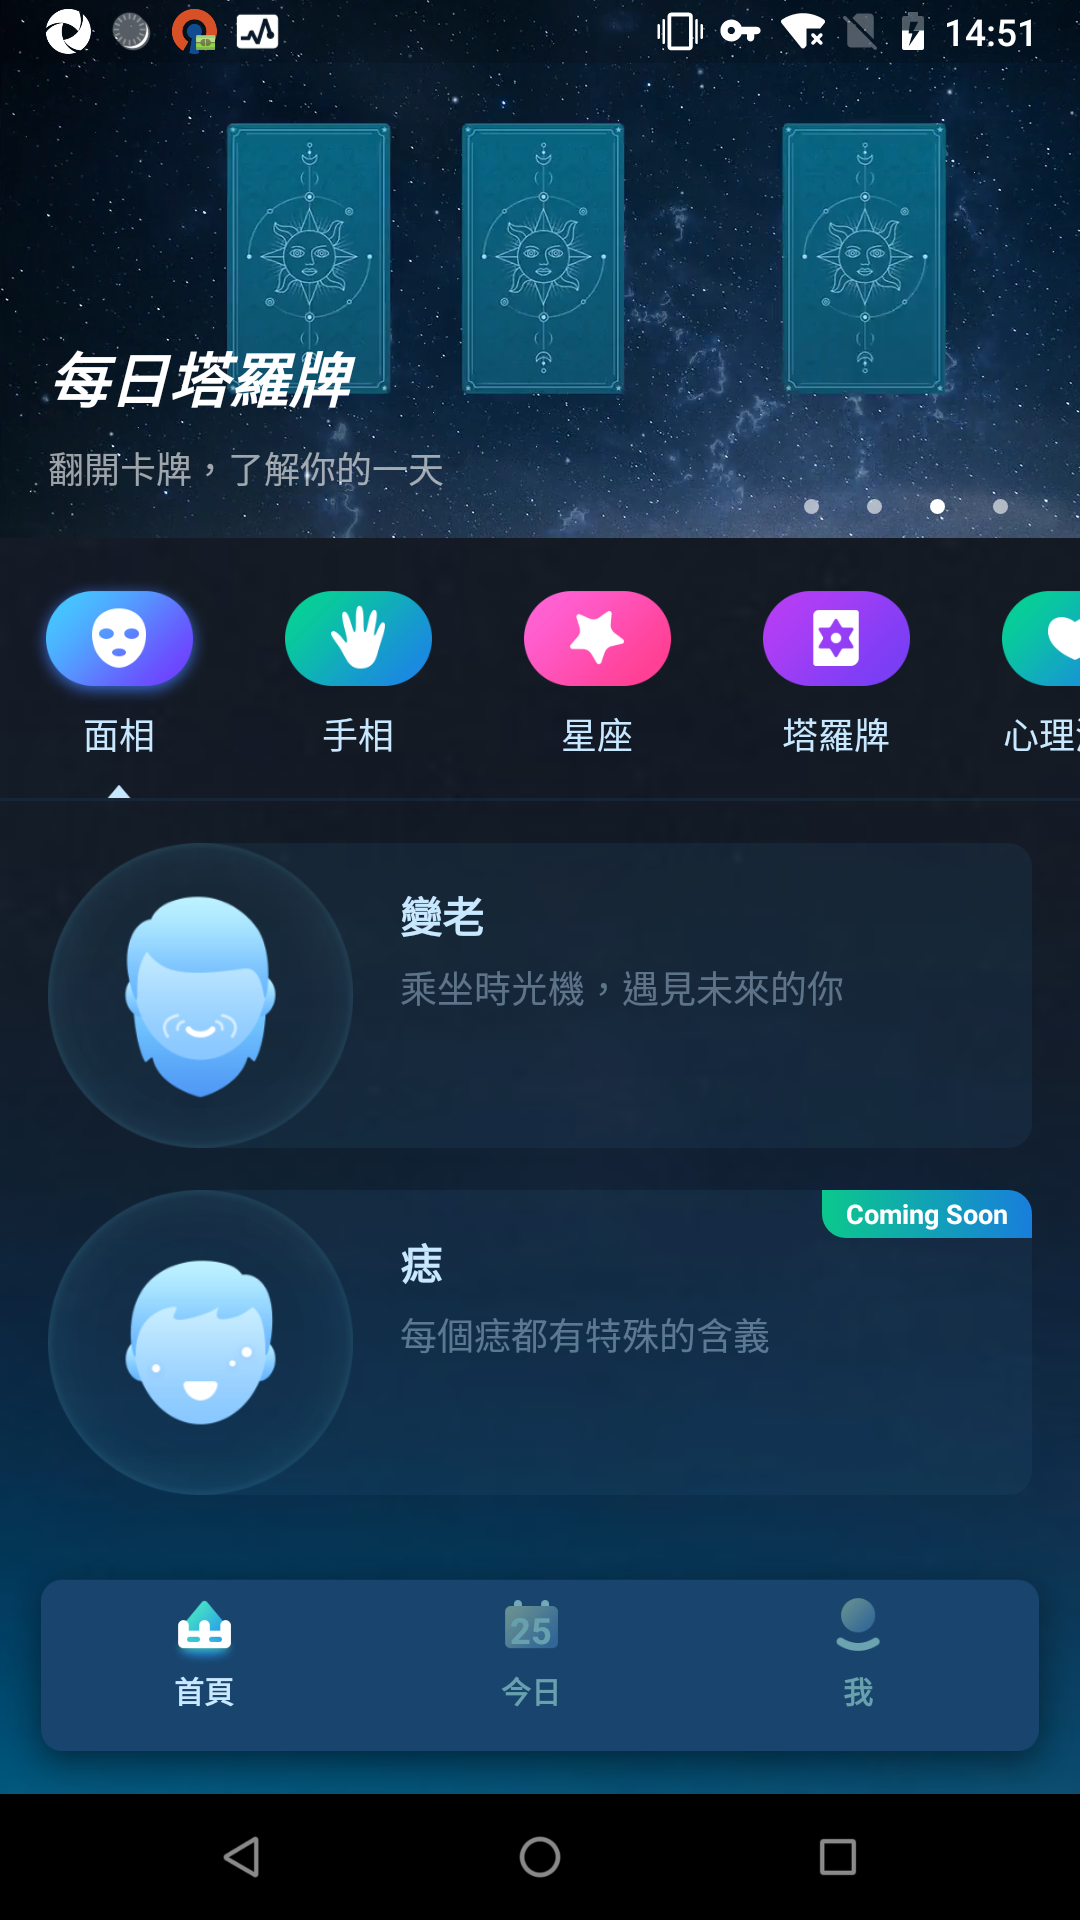 14:51
每日塔羅牌
翻開卡牌，了解你的一天
面相
手相
星座
塔羅牌
心理
變老
乘坐時光機，遇見未來的你
Coming Soon
痣
每個痣都有特殊的含義
25
首頁
今日
我